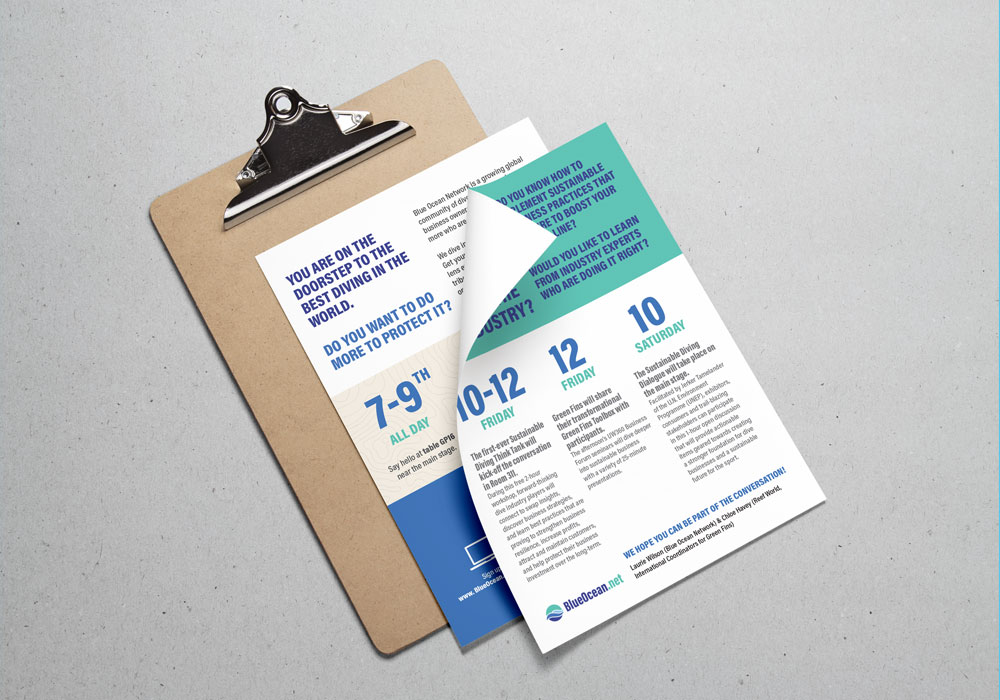 Blue Ocean Network is a growing global
community of
business owner
more who are
We dive
Get your
lens
YOU ARE ON THE
DOORSTEP TO THE
BEST DIVING IN THE
WORLD.
DO YOU WANT TO DO
MORE TO PROTECT IT?
7-9TH
ALL DAY
Say hello at table GP16
near the main stage.
Sign
www.BlueOcean
DO YOU KNOW HOW TO
LEMENT SUSTAINABLE
NESS PRACTICES THAT
RE TO BOOST YOUR
LINE?
WOULD YOU LIKE TO LEARN
FROM INDUSTRY EXPERTS
WHO ARE DOING IT RIGHT?
DUSTRY?
10-12
FRIDAY
The first-ever Sustainable
Diving Think Task will
kick-off the conversation
in Room 311.
During this free 2-hour
workshop, forward-thinking
dive industry players will
connect to swap insights,
discover business strategies,
and learn best practices that are
proving to strengthen business
resilience, increase profits,
attract and maintain customers,
and help protect their business
investment over the long-term.
12
FRIDAY
Green Fins will share
their transformational
Green Fins Toolbox with
participants.
The afternoon's UW360 Business
Forum seminars will dive deeper
into sustainable business
with a variety of 25-minute
presentations.
10
SATURDAY
The Sustainable Diving
Dialogue will take place on
the main stage.
Facilitated by Jerker Tamelander
of the U.N. Environment
Programme (UNEP), exhibitors,
consumers and trail-blazing
stakeholders can participate
in this 1-hour open discussion
that will provide actionable
items geared towards creating
a stronger foundation for dive
businesses and a sustainable
future for the sport.
WE HOPE YOU CAN BE PART OF THE CONVERSATION!
Laurie Wilson (Blue Ocean Network) & Chloe Havey (Reef World,
International Coordinators for Green Fins)
BlueOcean.net